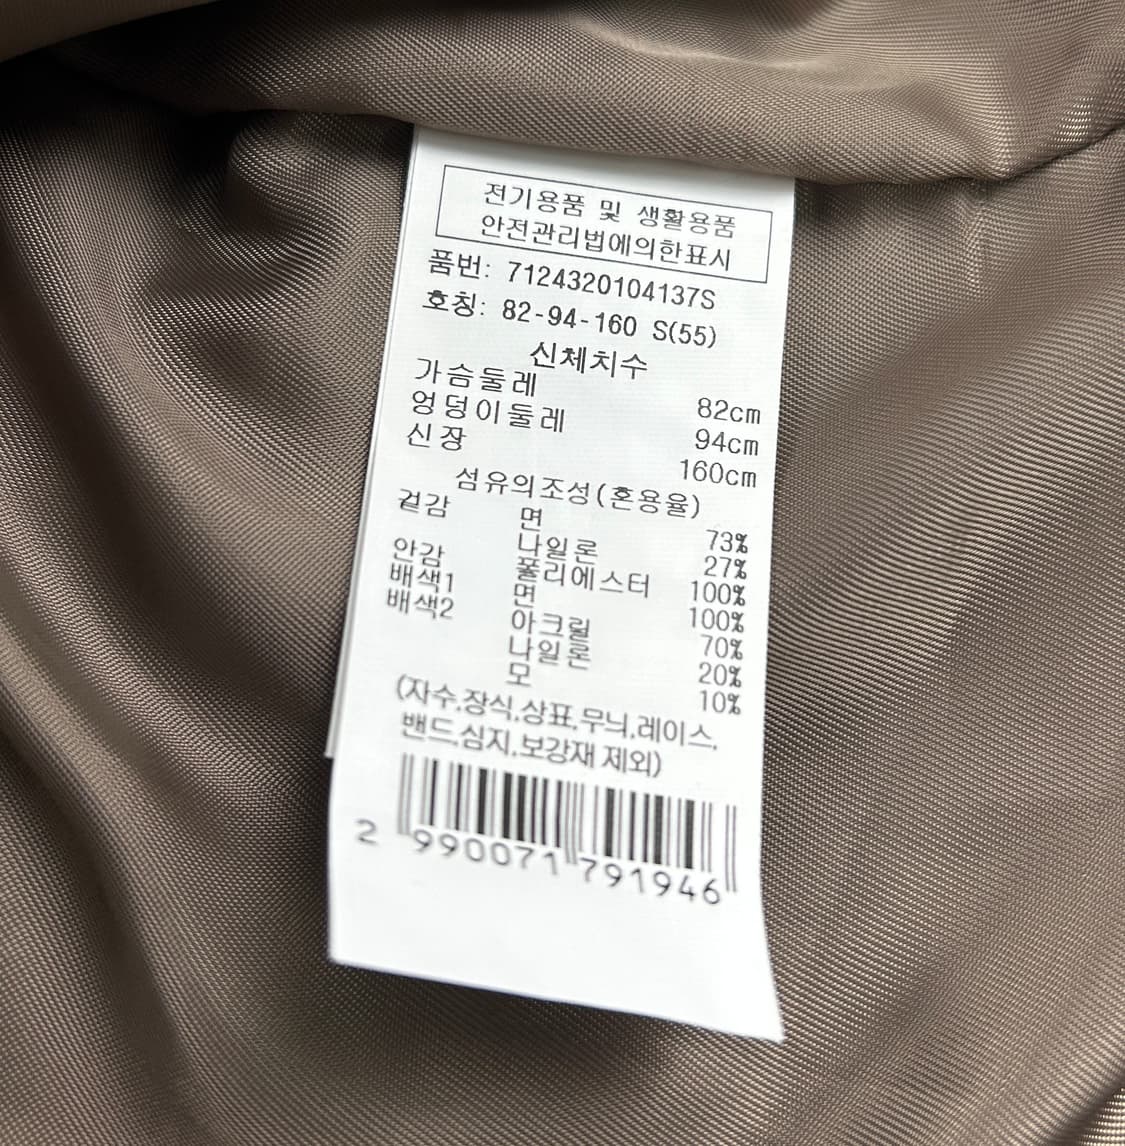 전기용품 및 생활용품
안전관리법에의한표시
품번: 7124320104137S
호칭: 82-94-160 S(55)
신체치수
가슴둘레 82cm
엉덩이둘레 94cm
신장 160cm
섬유의조성(혼용율)
겉감 면 73%
나일론 27%
안감 폴리에스터 100%
배색1 면 100%
배색2 아크릴 70%
나일론 20%
모 10%
(자수,장식,상표,무늬,레이스,
밴드,심지,보강재 제외)
2 990071 791946